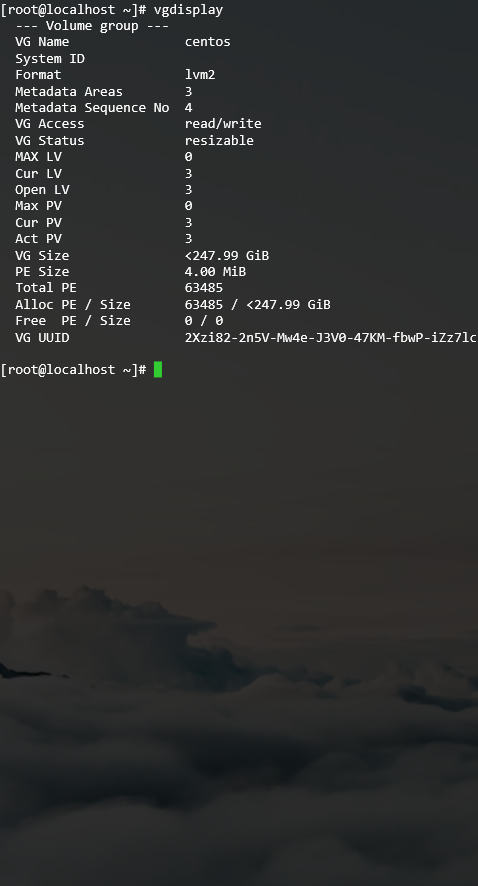 [root@localhost ~]# vgdisplay
  --- Volume group ---
  VG Name               centos
  System ID
  Format                lvm2
  Metadata Areas        3
  Metadata Sequence No  4
  VG Access             read/write
  VG Status             resizable
  MAX LV                0
  Cur LV                3
  Open LV               3
  Max PV                0
  Cur PV                3
  Act PV                3
  VG Size               <247.99 GiB
  PE Size               4.00 MiB
  Total PE              63485
  Alloc PE / Size       63485 / <247.99 GiB
  Free  PE / Size       0 / 0
  VG UUID               2Xzi82-2n5V-Mw4e-J3V0-47KM-fbwP-iZz7lc
[root@localhost ~]#